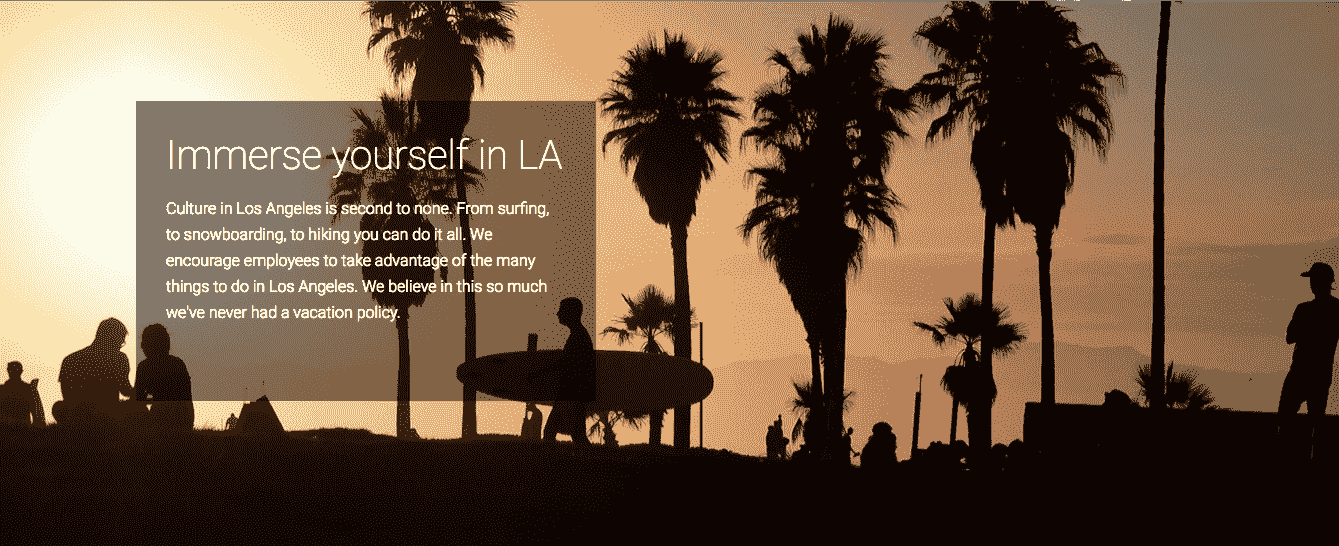 Immerse yourself in LA
Culture in Los Angeles is second to none. From surfing,
to snowboarding, to hiking you can do it all. We
encourage employees to take advantage of the many
things to do in Los Angeles. We believe in this so much
we've never had a vacation policy.